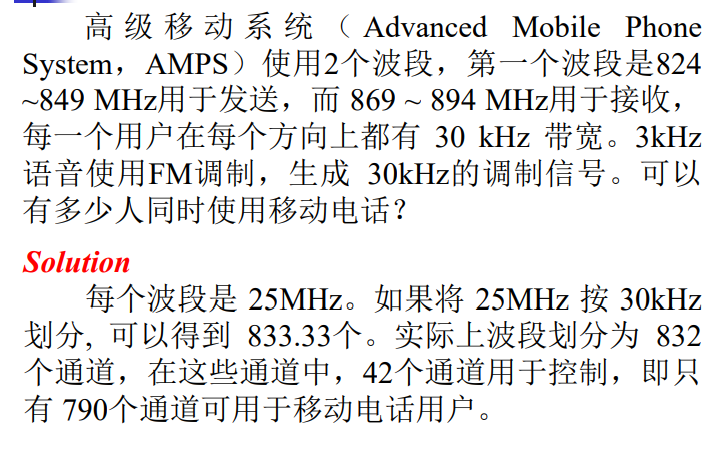 高级移动系统（Advanced Mobile Phone
System，AMPS）使用2个波段，第一个波段是824
~849 MHz用于发送，而 869 ~ 894 MHz用于接收，
每一个用户在每个方向上都有 30 kHz 带宽。3kHz
语音使用FM调制，生成 30kHz的调制信号。可以
有多少人同时使用移动电话？
Solution
每个波段是 25MHz。如果将 25MHz 按 30kHz
划分, 可以得到 833.33个。实际上波段划分为 832
个通道，在这些通道中，42个通道用于控制，即只
有 790个通道可用于移动电话用户。